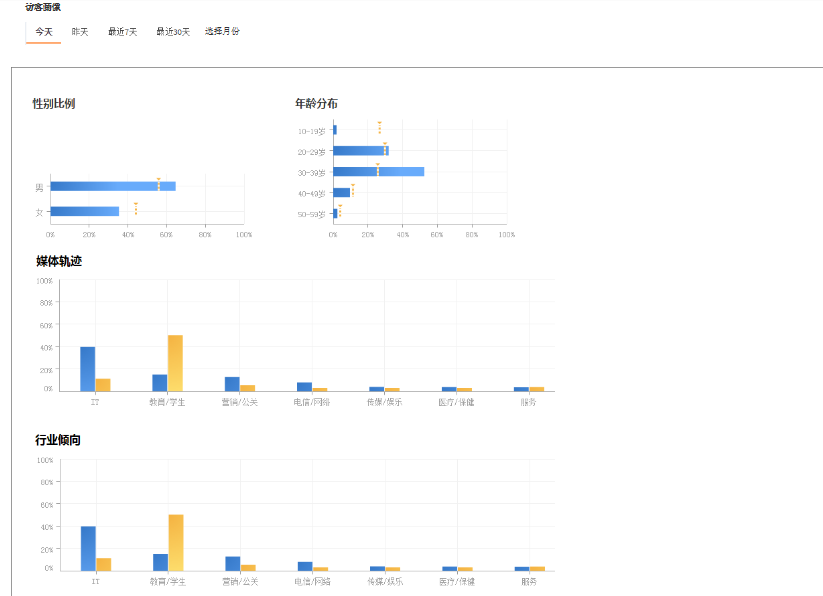 访客画像
今天 昨天 最近7天 最近30天 选择月份
性别比例
男
女
0% 20% 40% 60% 80% 100%
年龄分布
10-19岁
20-29岁
30-39岁
40-49岁
50-59岁
0% 20% 40% 60% 80% 100%
媒体轨迹
100%
80%
60%
40%
20%
0%
IT 教育/学生 营销/公关 电信/网络 传媒/娱乐 医疗/保健 服务
行业倾向
100%
80%
60%
40%
20%
0%
IT 教育/学生 营销/公关 电信/网络 传媒/娱乐 医疗/保健 服务